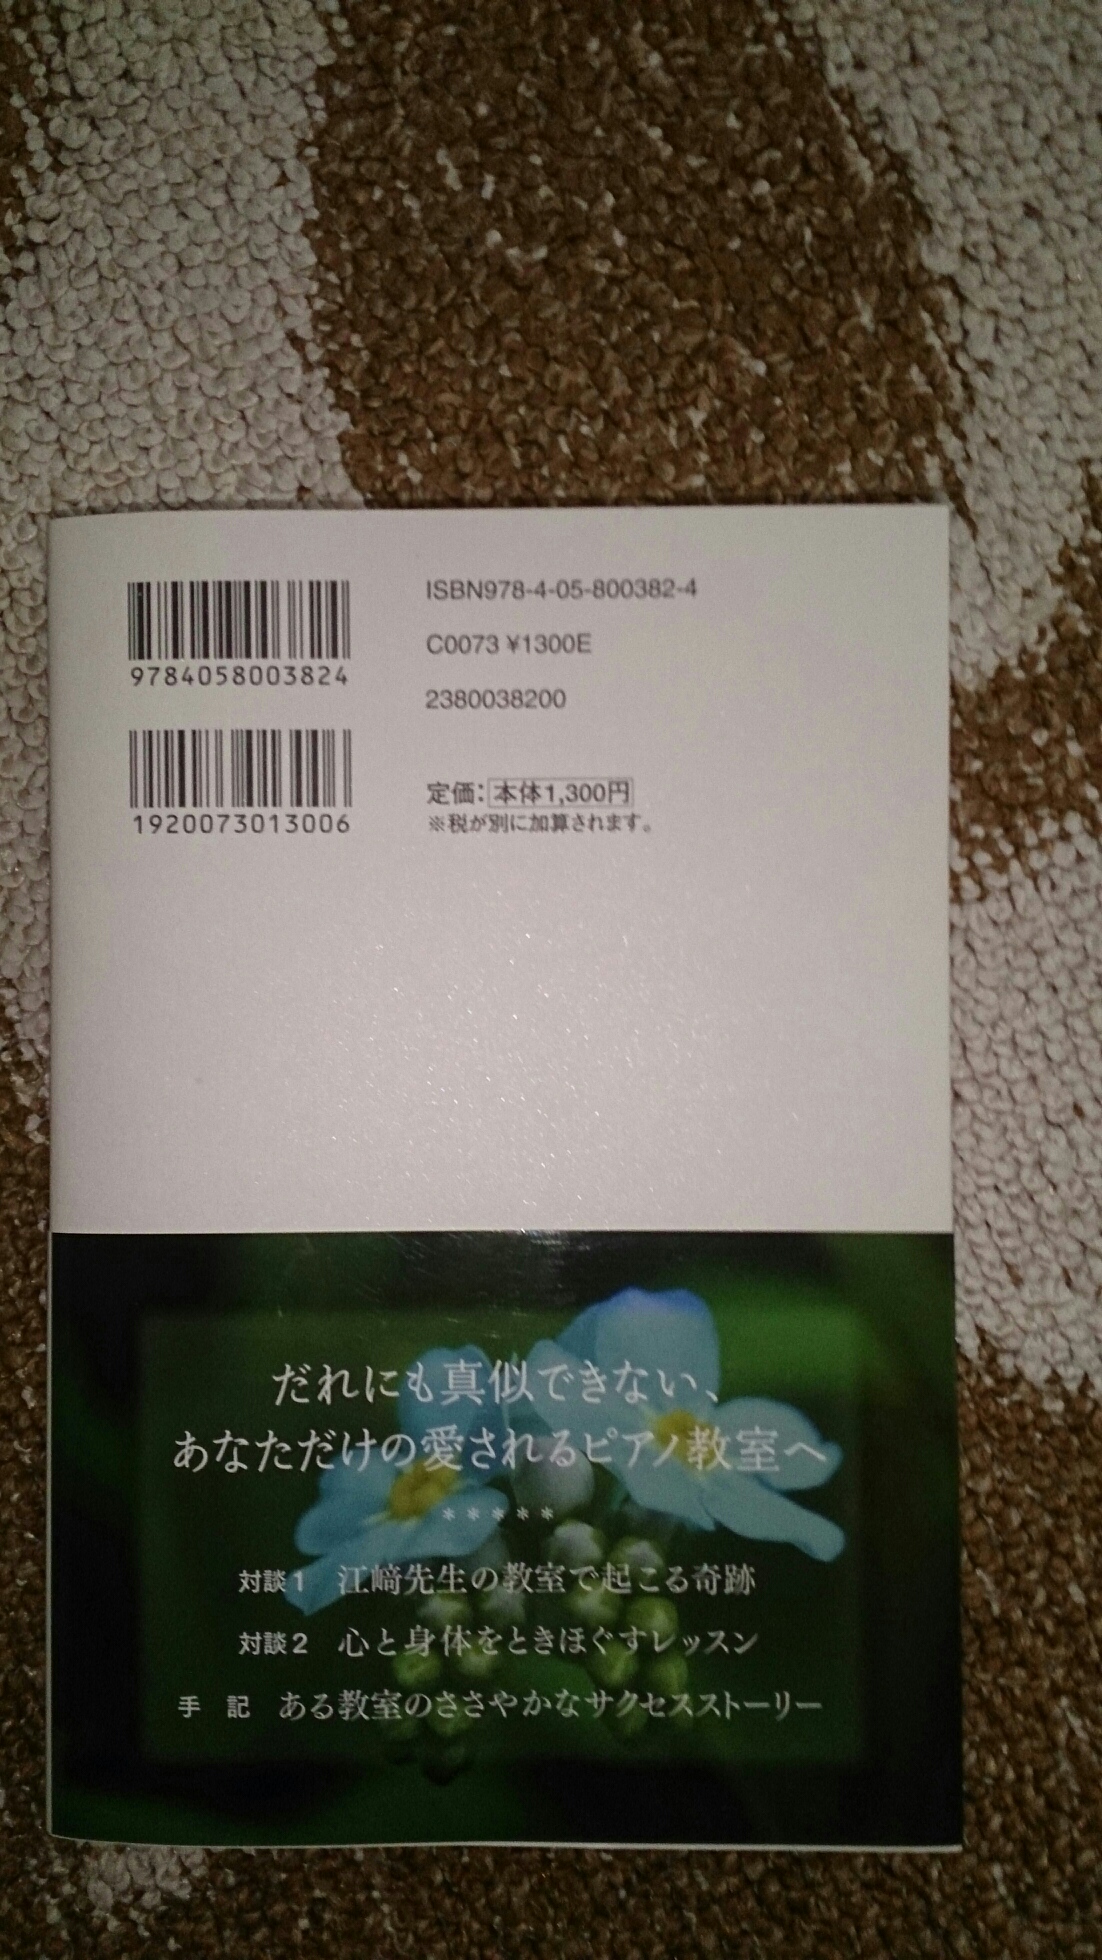 9784058003824
1920073013006
ISBN978-4-05-800382-4
C0073 ¥1300E
2380038200
定価：本体1,300円
※税が別に加算されます。
だれにも真似できない、
あなただけの愛されるピアノ教室へ
＊＊＊＊＊
対談1　江﨑先生の教室で起こる奇跡
対談2　心と身体をときほぐすレッスン
手　記　ある教室のささやかなサクセスストーリー